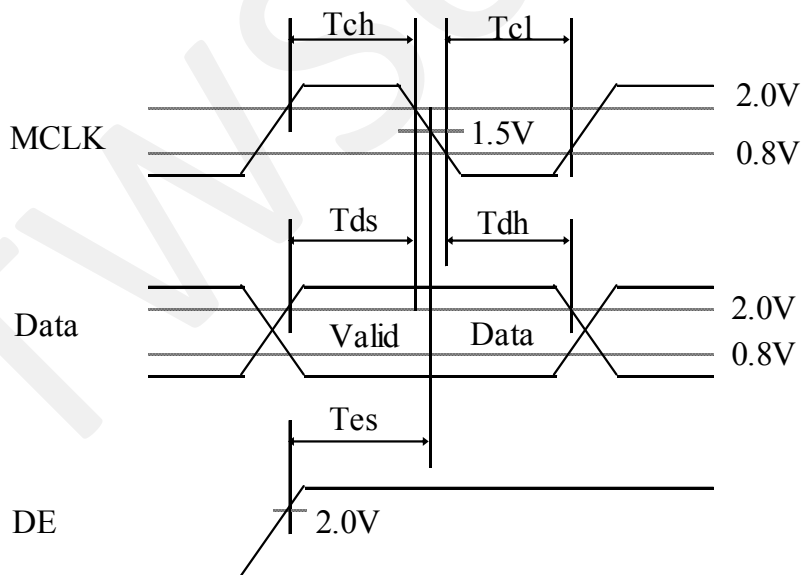 Tch Tcl
2.0V
MCLK 1.5V
0.8V
Tds Tdh
Data 2.0V
Valid Data
0.8V
Tes
DE 2.0V